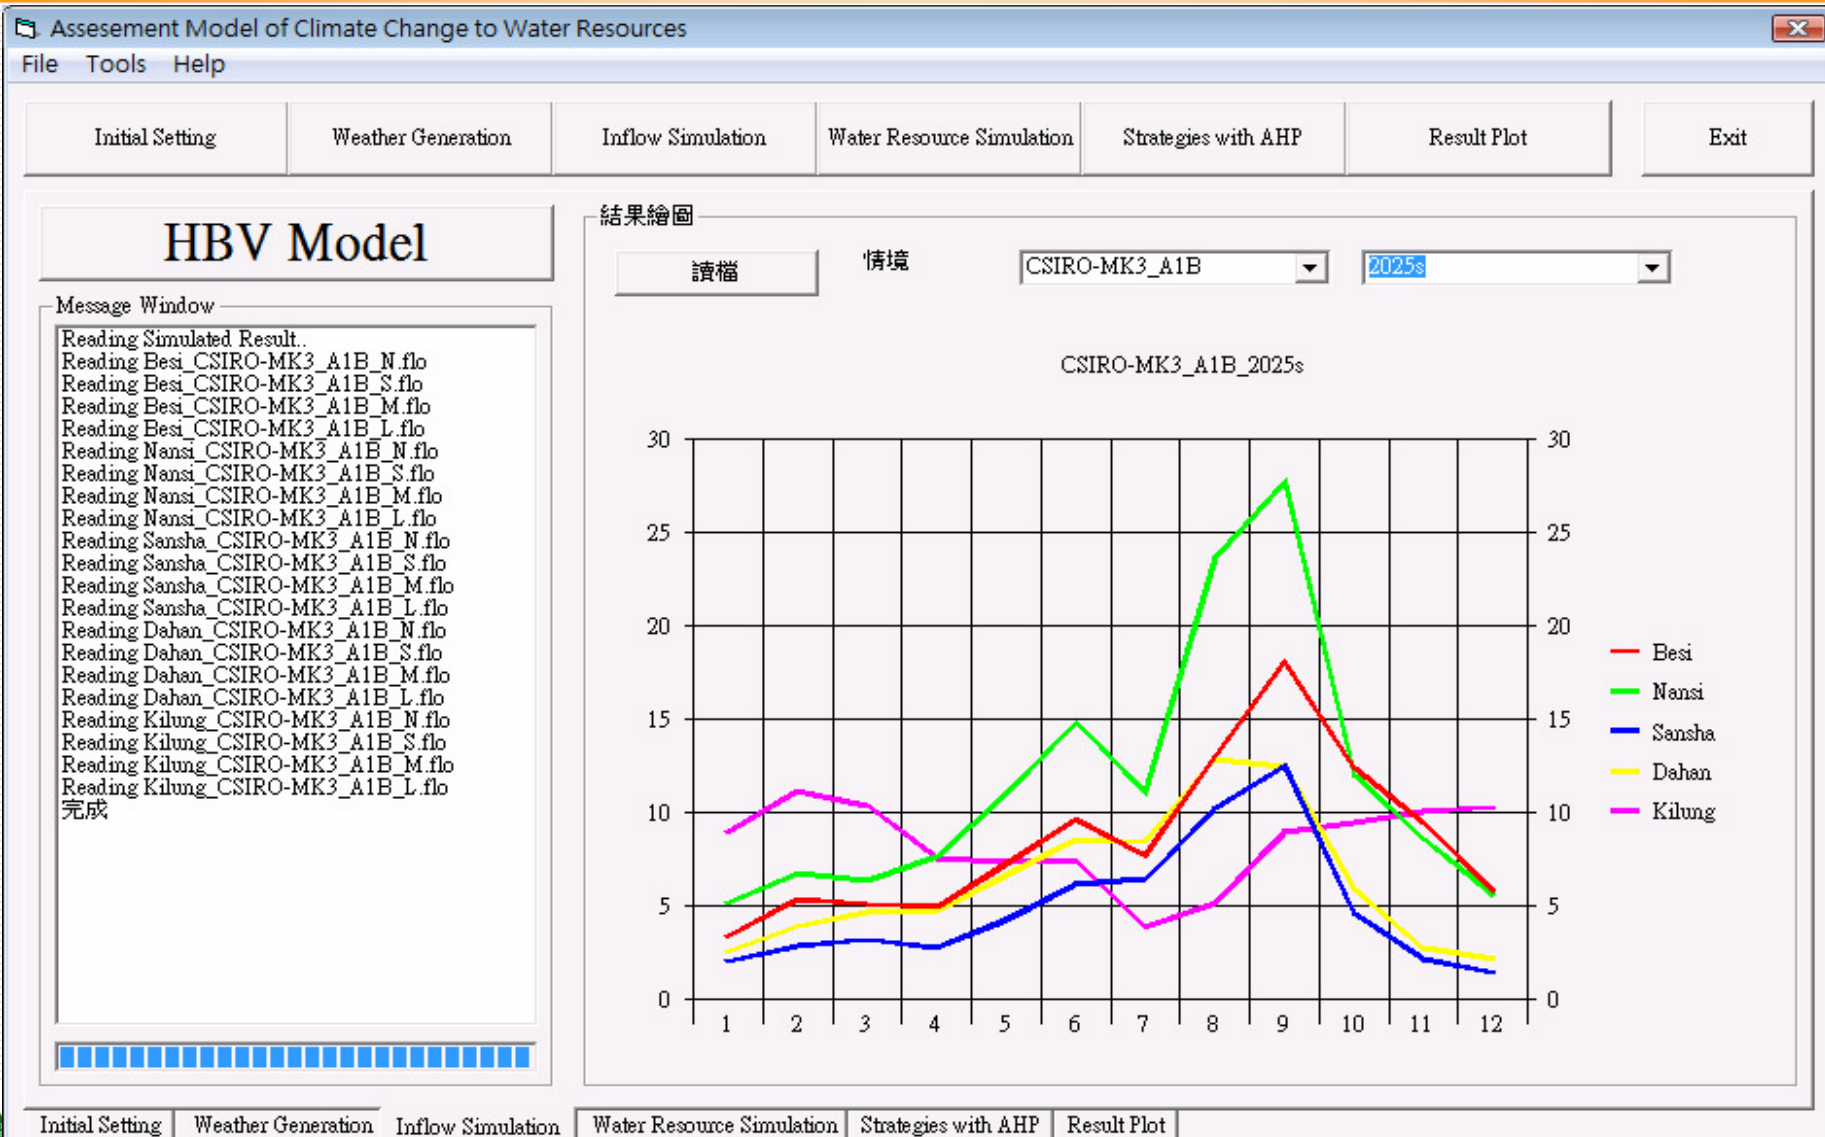 Assesement Model of Climate Change to Water Resources
File Tools Help
Initial Setting Weather Generation Inflow Simulation Water Resource Simulation Strategies with AHP Result Plot Exit
HBV Model
Message Window
Reading Simulated Result..
Reading Besi_CSIRO-MK3_A1B_N.flo
Reading Besi_CSIRO-MK3_A1B_S.flo
Reading Besi_CSIRO-MK3_A1B_M.flo
Reading Besi_CSIRO-MK3_A1B_L.flo
Reading Nansi_CSIRO-MK3_A1B_N.flo
Reading Nansi_CSIRO-MK3_A1B_S.flo
Reading Nansi_CSIRO-MK3_A1B_M.flo
Reading Nansi_CSIRO-MK3_A1B_L.flo
Reading Sansha_CSIRO-MK3_A1B_N.flo
Reading Sansha_CSIRO-MK3_A1B_S.flo
Reading Sansha_CSIRO-MK3_A1B_M.flo
Reading Sansha_CSIRO-MK3_A1B_L.flo
Reading Dahan_CSIRO-MK3_A1B_N.flo
Reading Dahan_CSIRO-MK3_A1B_S.flo
Reading Dahan_CSIRO-MK3_A1B_M.flo
Reading Dahan_CSIRO-MK3_A1B_L.flo
Reading Kilung_CSIRO-MK3_A1B_N.flo
Reading Kilung_CSIRO-MK3_A1B_S.flo
Reading Kilung_CSIRO-MK3_A1B_M.flo
Reading Kilung_CSIRO-MK3_A1B_L.flo
完成
結果繪圖
讀檔 情境 CSIRO-MK3_A1B 2025s
CSIRO-MK3_A1B_2025s
30 30
25 25
20 20
15 15
10 10
5 5
0 0
1 2 3 4 5 6 7 8 9 10 11 12
Besi
Nansi
Sansha
Dahan
Kilung
Initial Setting Weather Generation Inflow Simulation Water Resource Simulation Strategies with AHP Result Plot